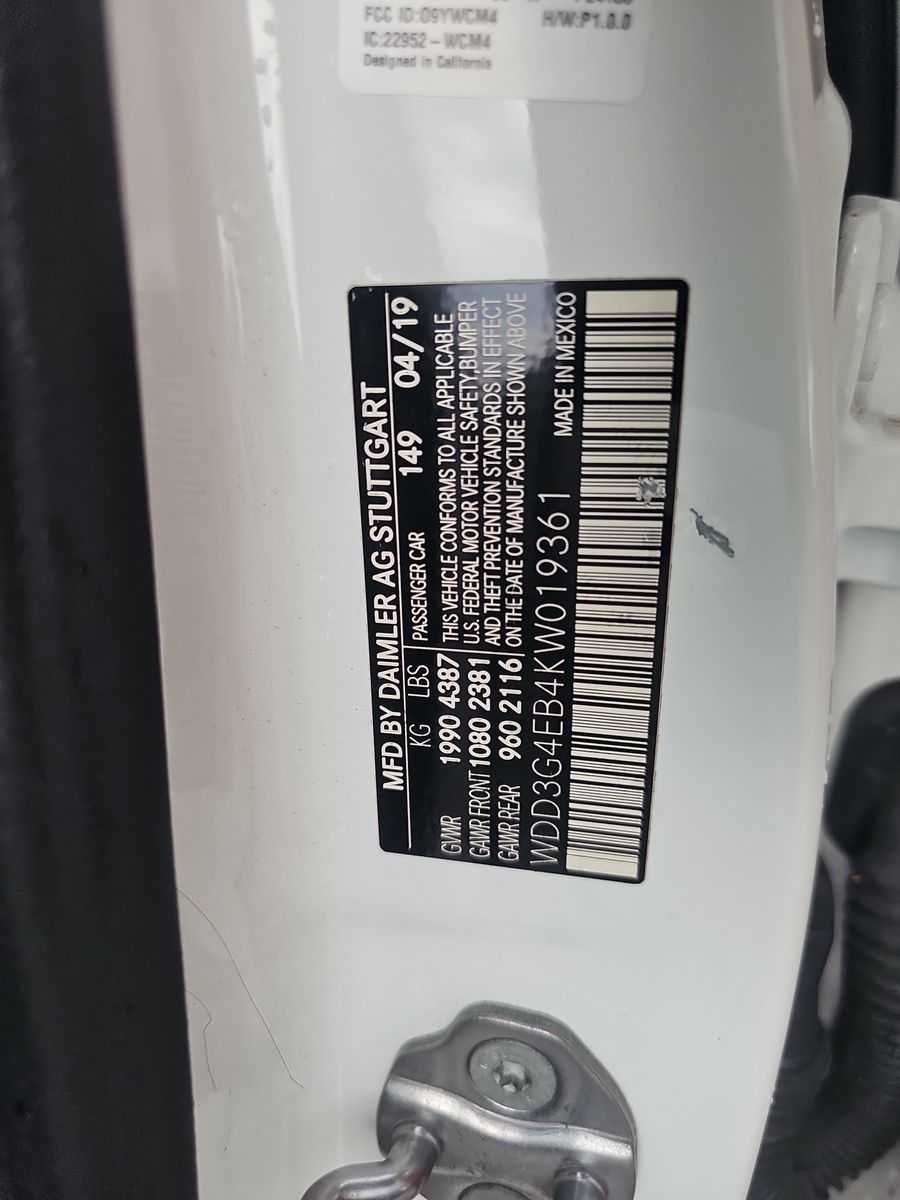 FCC ID:O9YWCM4
H/W:P1.0.0
IC:22952-WCM4
Designed in California
MFD BY DAIMLER AG STUTTGART
KG LBS PASSENGER CAR 149 04/19
GVWR 1990 4387
GAWR FRONT 1080 2381
GAWR REAR 960 2116
THIS VEHICLE CONFORMS TO ALL APPLICABLE
U.S. FEDERAL MOTOR VEHICLE SAFETY,BUMPER
AND THEFT PREVENTION STANDARDS IN EFFECT
ON THE DATE OF MANUFACTURE SHOWN ABOVE
WDD3G4EB4KW019361 MADE IN MEXICO